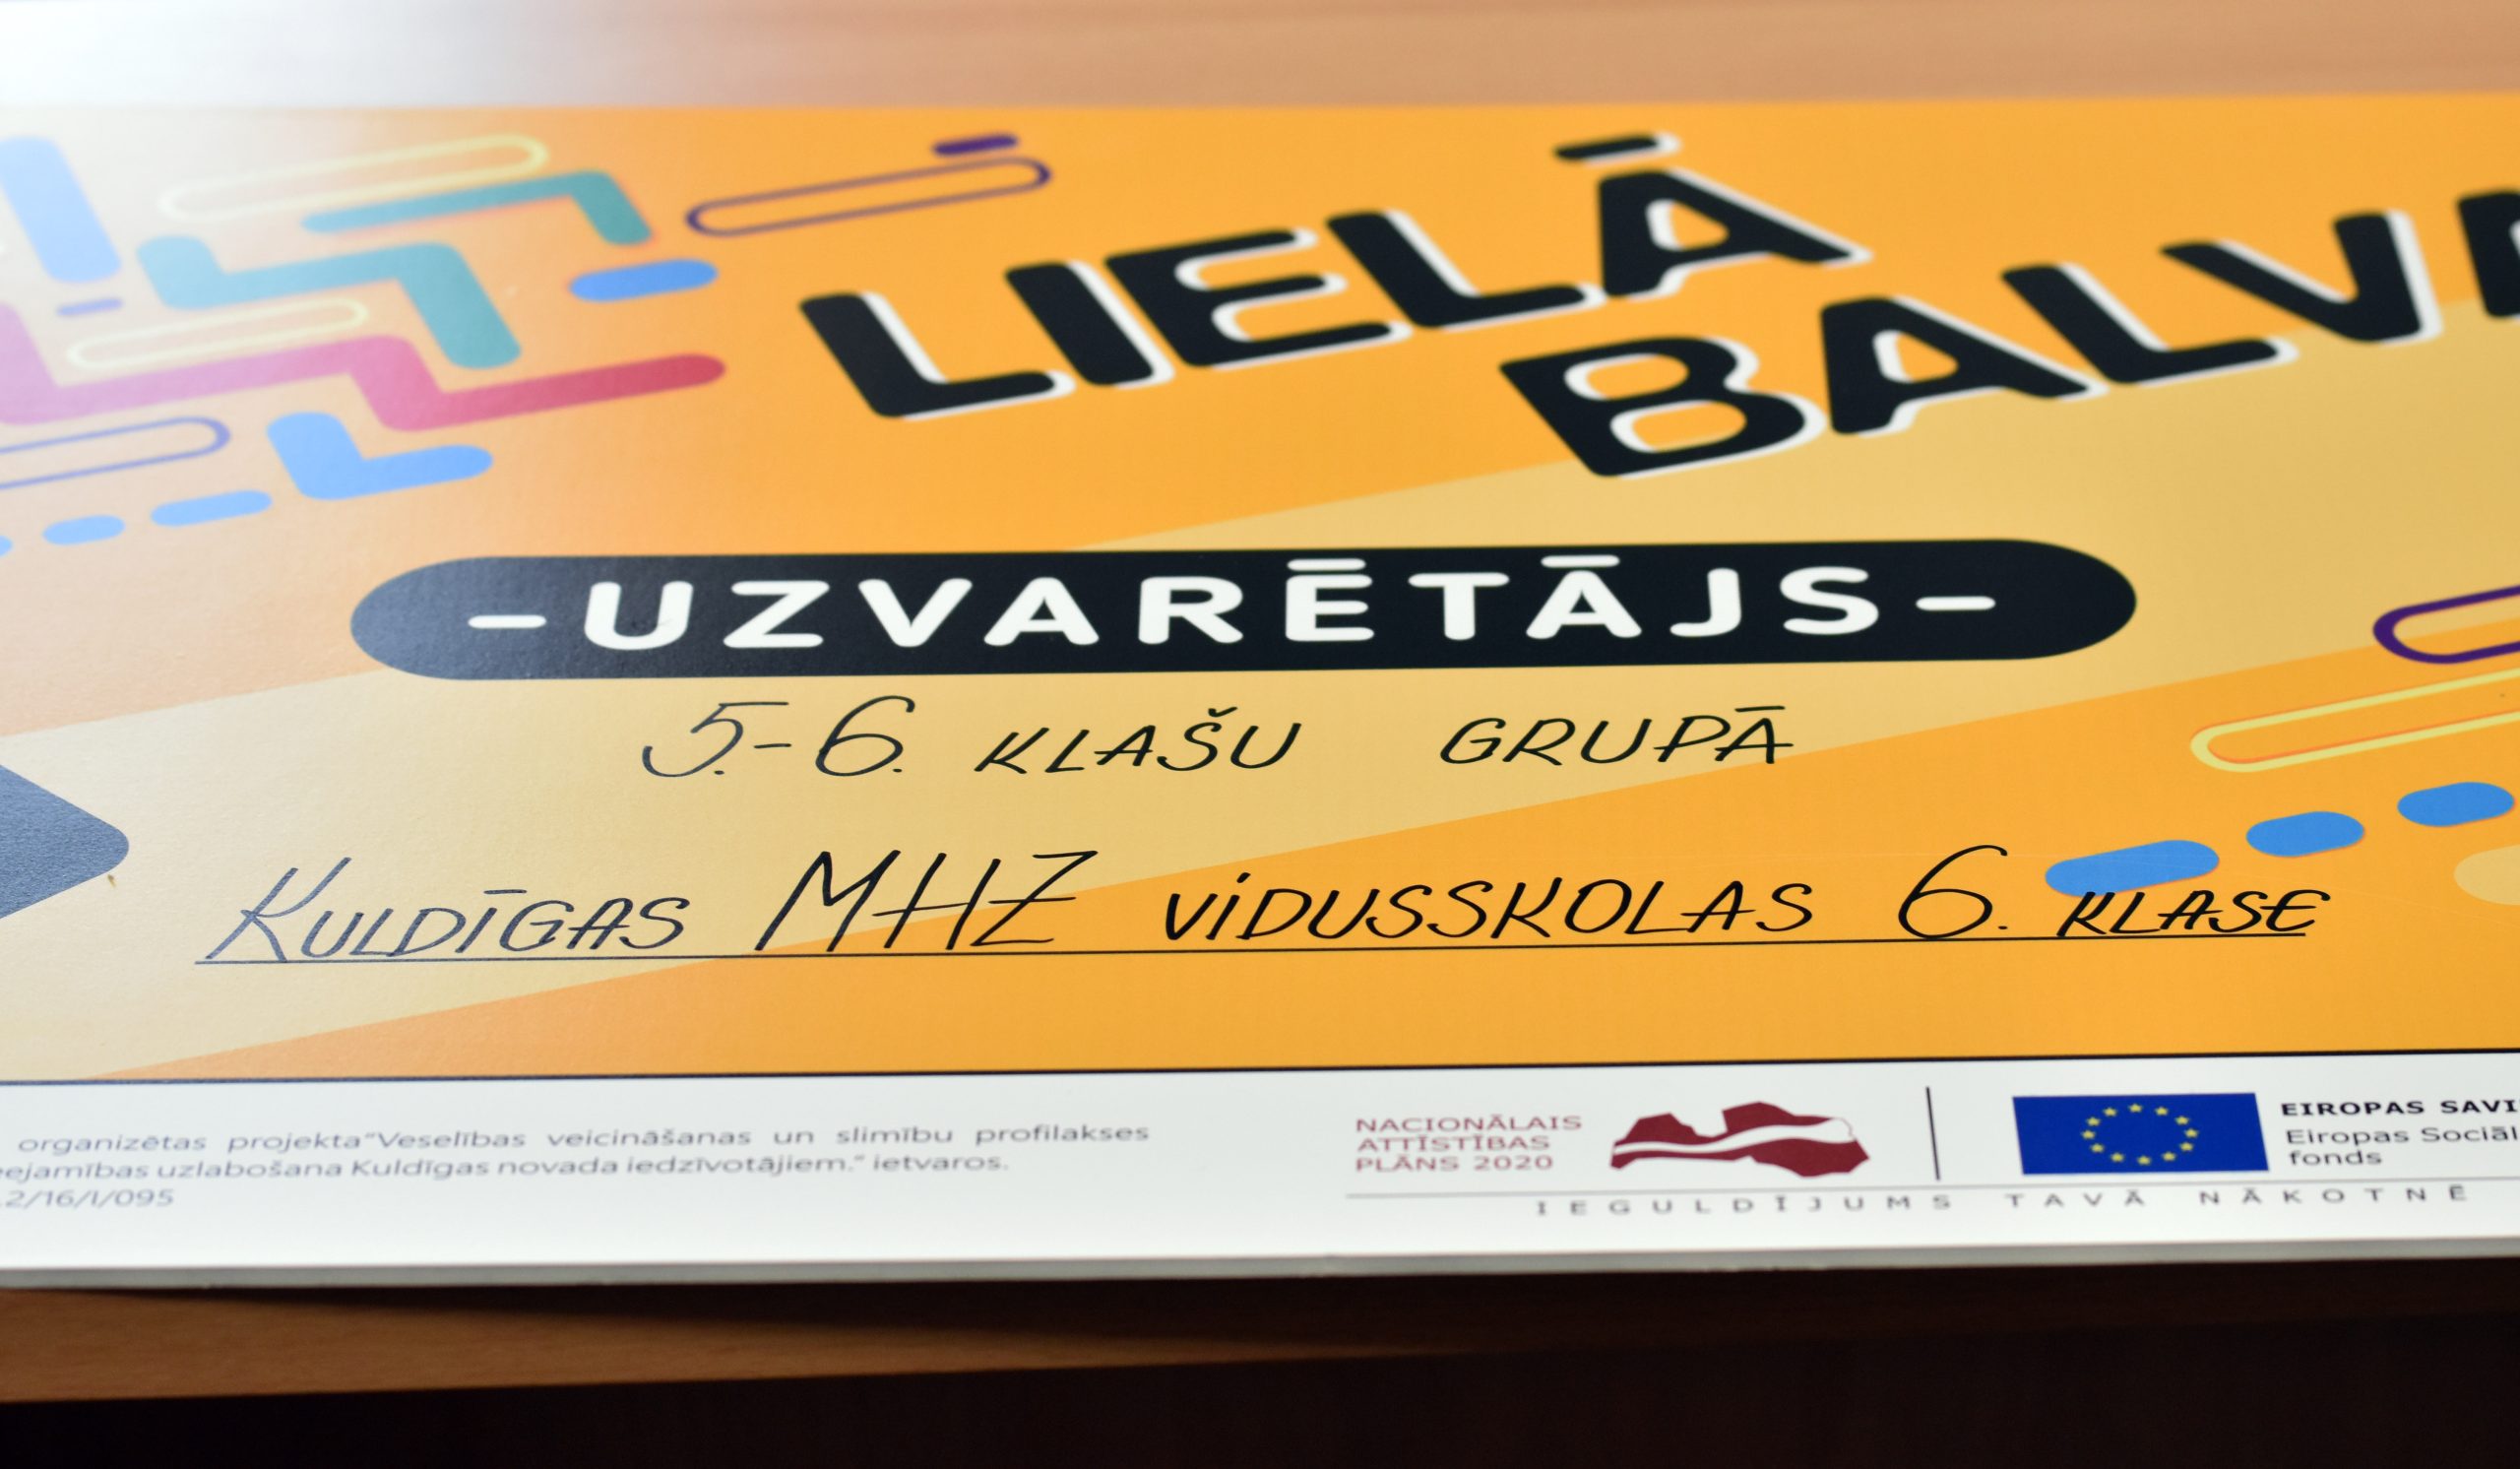 LIELĀ
BALV
-UZVARĒTĀJS-
5.-6. KLAŠU GRUPĀ
KULDĪGAS MHZ VIDUSSKOLAS 6. KLASE
organizētas projekta“Veselības veicināšanas un slimību profilakses
ejamības uzlabošana Kuldīgas novada iedzīvotājiem.” ietvaros.
.2/16/I/095
NACIONĀLAIS
ATTĪSTĪBAS
PLĀNS 2020
EIROPAS SAVI
Eiropas Sociāl
fonds
IEGULDĪJUMS TAVĀ NĀKOTNĒ